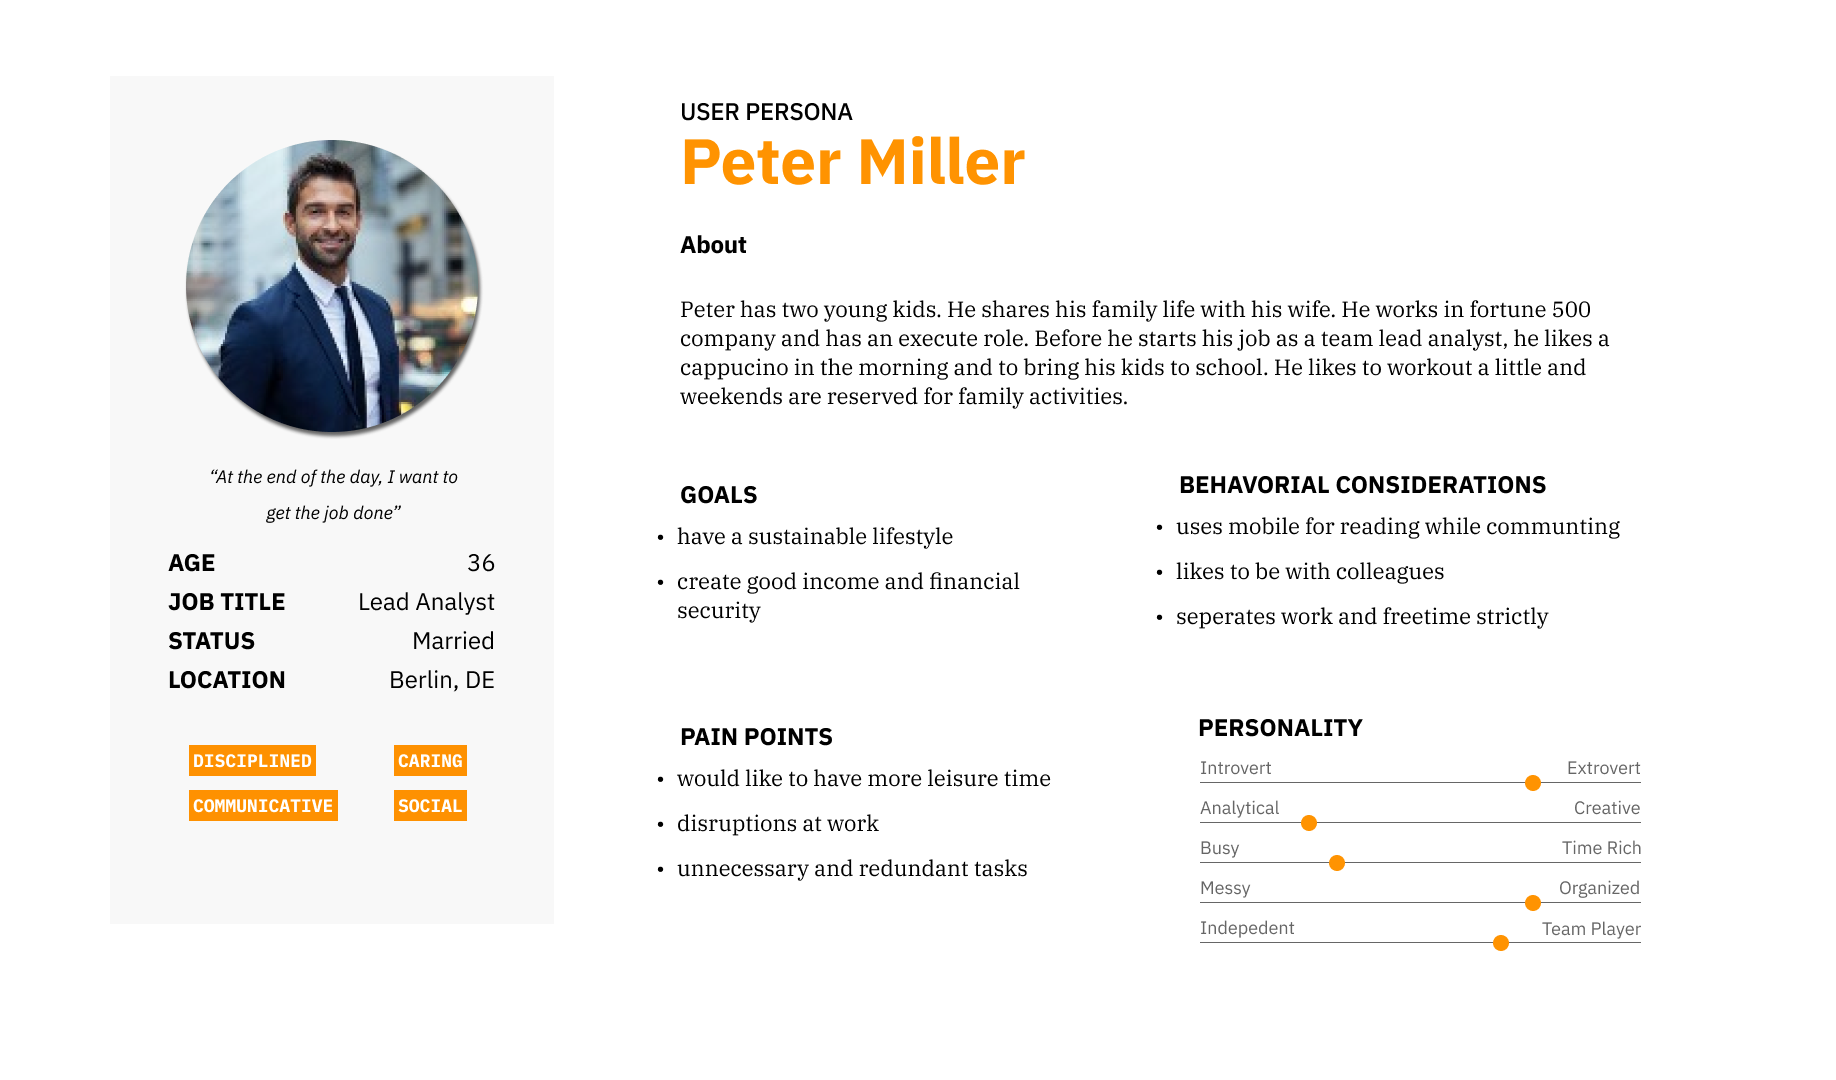 “At the end of the day, I want to
get the job done”
AGE 36
JOB TITLE Lead Analyst
STATUS Married
LOCATION Berlin, DE
DISCIPLINED CARING
COMMUNICATIVE SOCIAL
USER PERSONA
Peter Miller
About
Peter has two young kids. He shares his family life with his wife. He works in fortune 500
company and has an execute role. Before he starts his job as a team lead analyst, he likes a
cappucino in the morning and to bring his kids to school. He likes to workout a little and
weekends are reserved for family activities.
GOALS
• have a sustainable lifestyle
• create good income and financial
security
BEHAVORIAL CONSIDERATIONS
• uses mobile for reading while communting
• likes to be with colleagues
• seperates work and freetime strictly
PAIN POINTS
• would like to have more leisure time
• disruptions at work
• unnecessary and redundant tasks
PERSONALITY
Introvert Extrovert
Analytical Creative
Busy Time Rich
Messy Organized
Indepedent Team Player